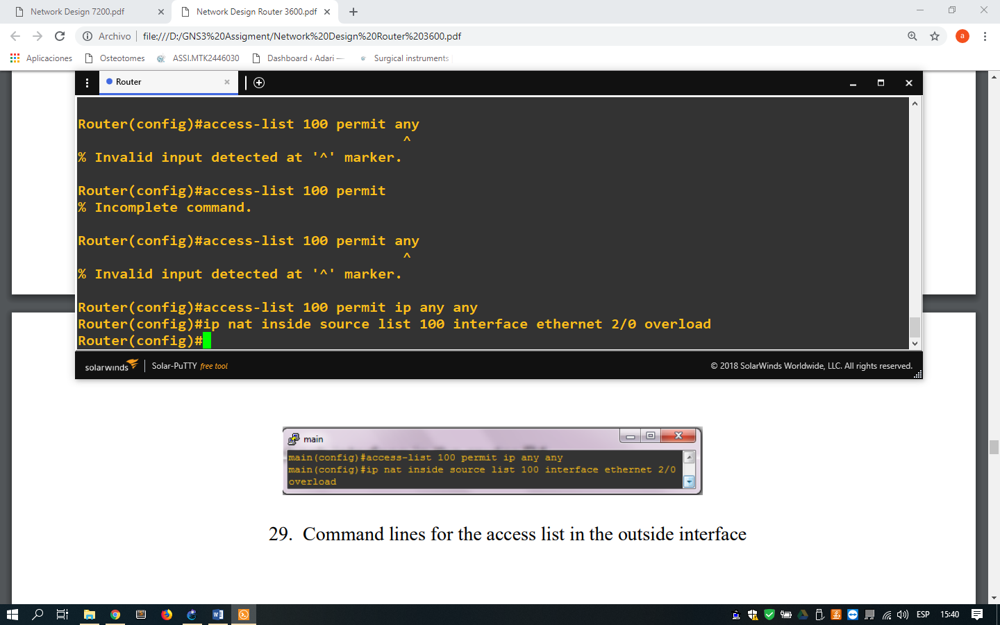 Network Design 7200.pdf
Network Design Router 3600.pdf
Archivo
file:///D:/GNS3%20Assigment/Network%20Design%20Router%203600.pdf
a
Aplicaciones
Osteotomes
ASSI.MTK2446030
Dashboard ‹ Adari —
Surgical instruments
Router
Router(config)#access-list 100 permit any
^
% Invalid input detected at '^' marker.
Router(config)#access-list 100 permit
% Incomplete command.
Router(config)#access-list 100 permit any
^
% Invalid input detected at '^' marker.
Router(config)#access-list 100 permit ip any any
Router(config)#ip nat inside source list 100 interface ethernet 2/0 overload
Router(config)#
solarwinds
Solar-PuTTY free tool
© 2018 SolarWinds Worldwide, LLC. All rights reserved.
main
main(config)#access-list 100 permit ip any any
main(config)#ip nat inside source list 100 interface ethernet 2/0
overload
29. Command lines for the access list in the outside interface
ESP
15:40